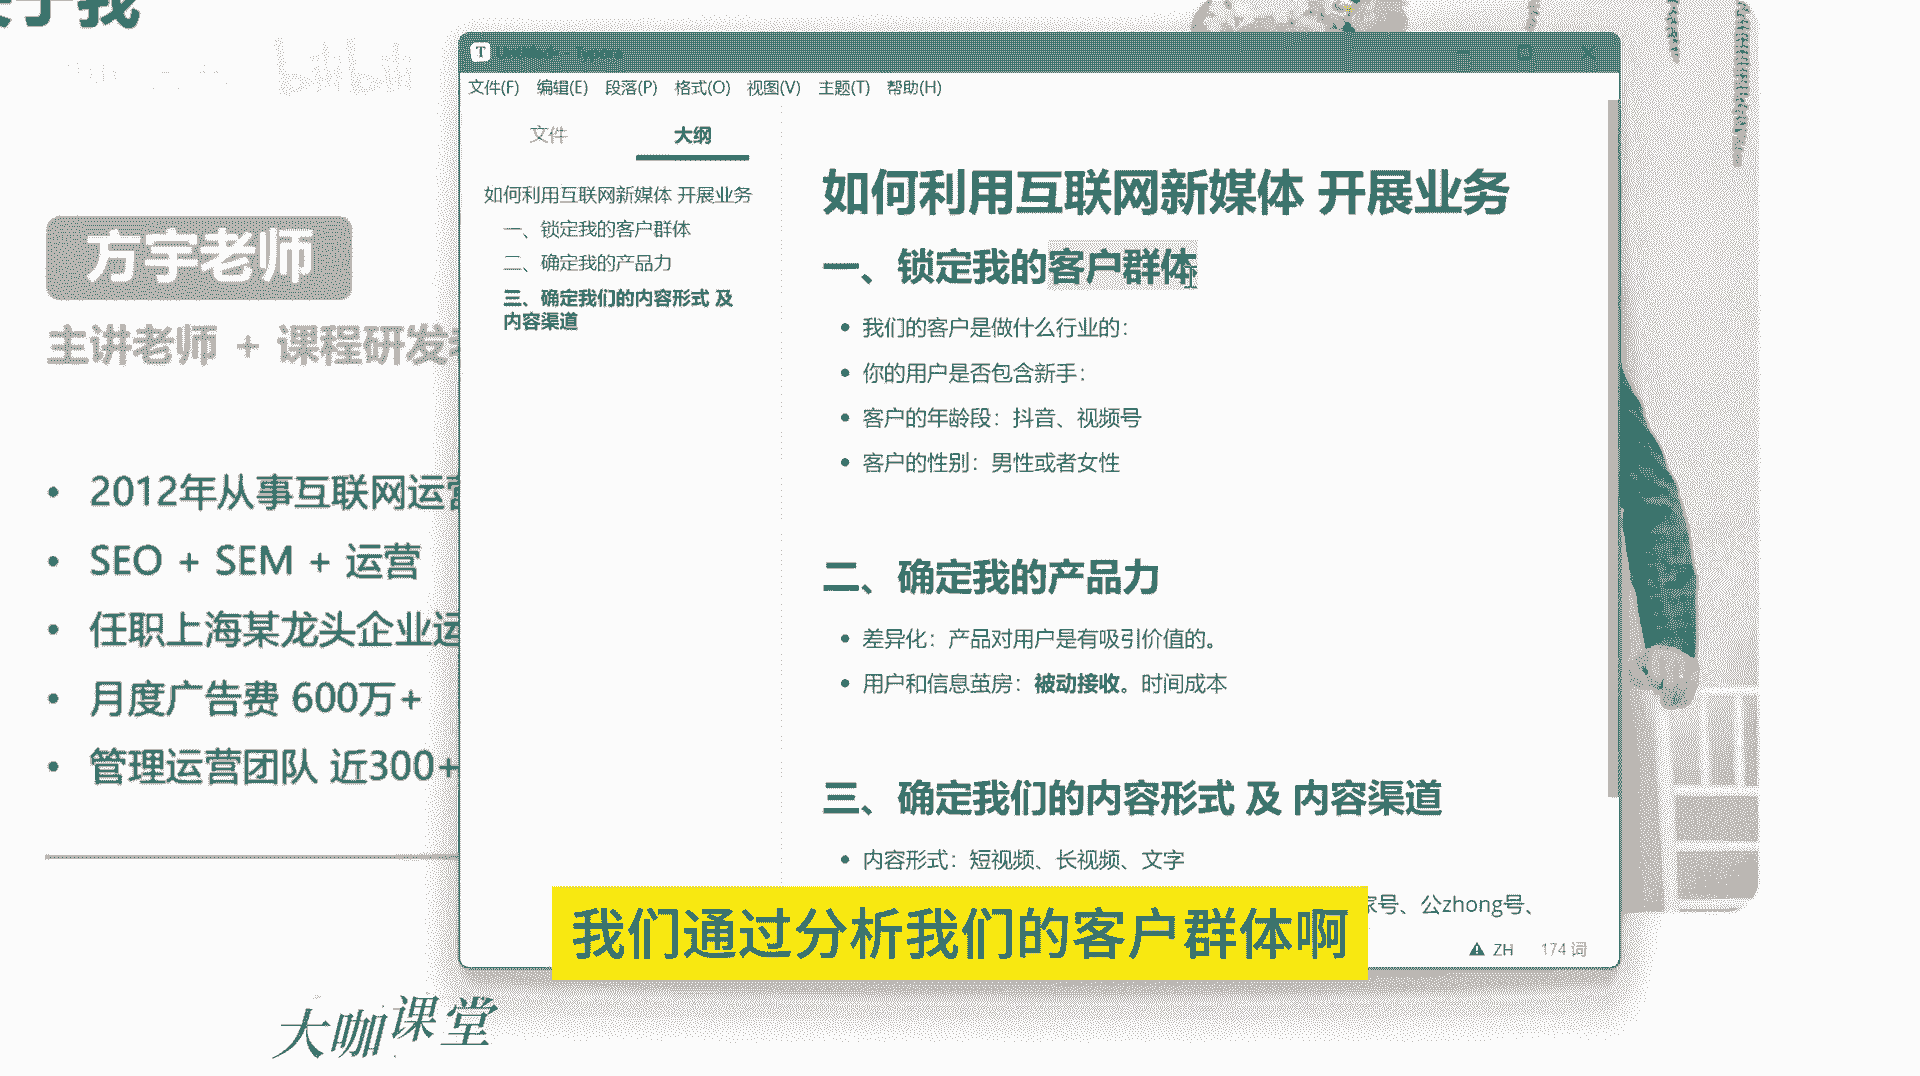 于我
bilibili
方宇老师
主讲老师 + 课程研发
• 2012年从事互联网运营
• SEO + SEM + 运营
• 任职上海某龙头企业运
• 月度广告费 600万+
• 管理运营团队 近300+
大咖课堂
T
文件(F) 编辑(E) 段落(P) 格式(O) 视图(V) 主题(T) 帮助(H)
文件 大纲
如何利用互联网新媒体 开展业务
一、锁定我的客户群体
二、确定我的产品力
三、确定我们的内容形式 及
内容渠道
如何利用互联网新媒体 开展业务
一、锁定我的客户群体
• 我们的客户是做什么行业的：
• 你的用户是否包含新手：
• 客户的年龄段：抖音、视频号
• 客户的性别：男性或者女性
二、确定我的产品力
• 差异化：产品对用户是有吸引价值的。
• 用户和信息茧房：被动接收。时间成本
三、确定我们的内容形式 及 内容渠道
• 内容形式：短视频、长视频、文字
家号、公zhong号、
ZH 174 词
我们通过分析我们的客户群体啊